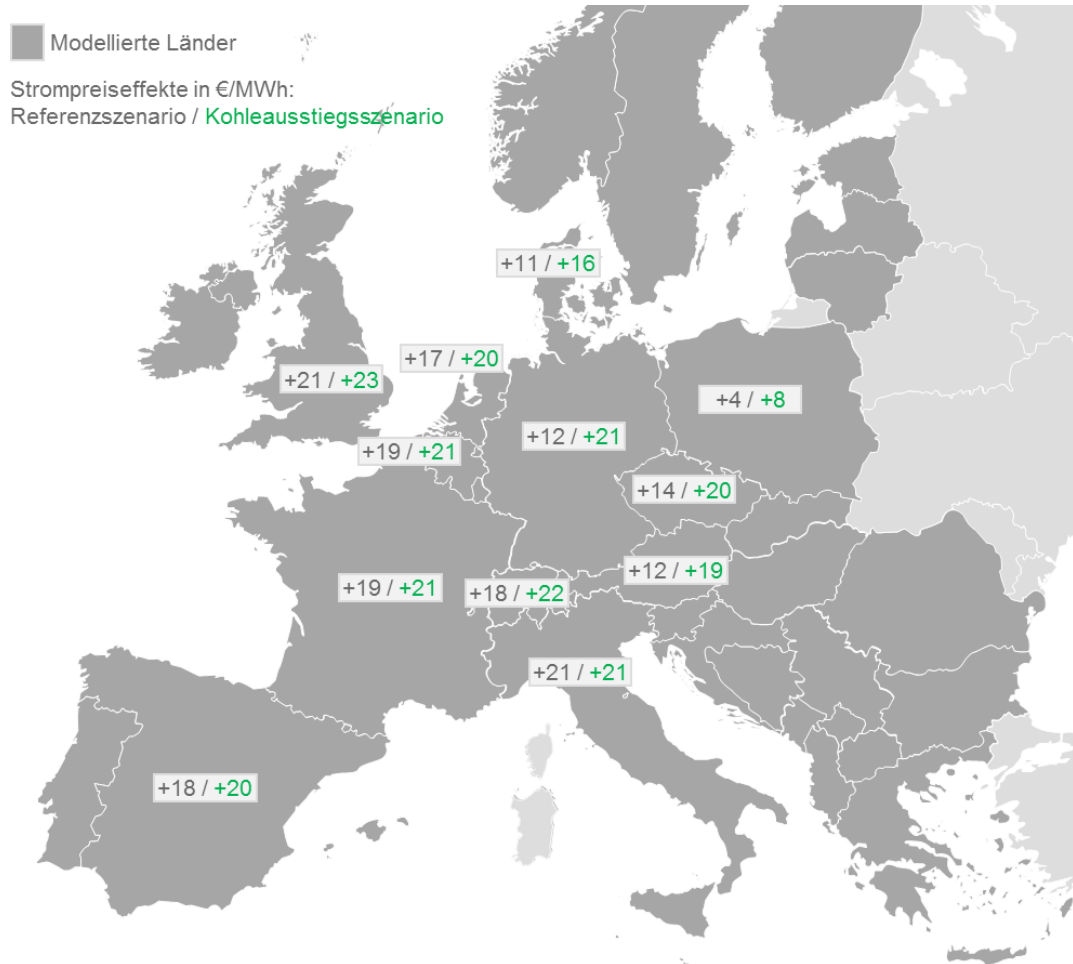 Modellierte Länder
Strompreiseffekte in €/MWh:
Referenzszenario / Kohleausstiegsszenario
+11 / +16
+17 / +20
+21 / +23
+4 / +8
+12 / +21
+19 / +21
+14 / +20
+12 / +19
+19 / +21
+18 / +22
+21 / +21
+18 / +20